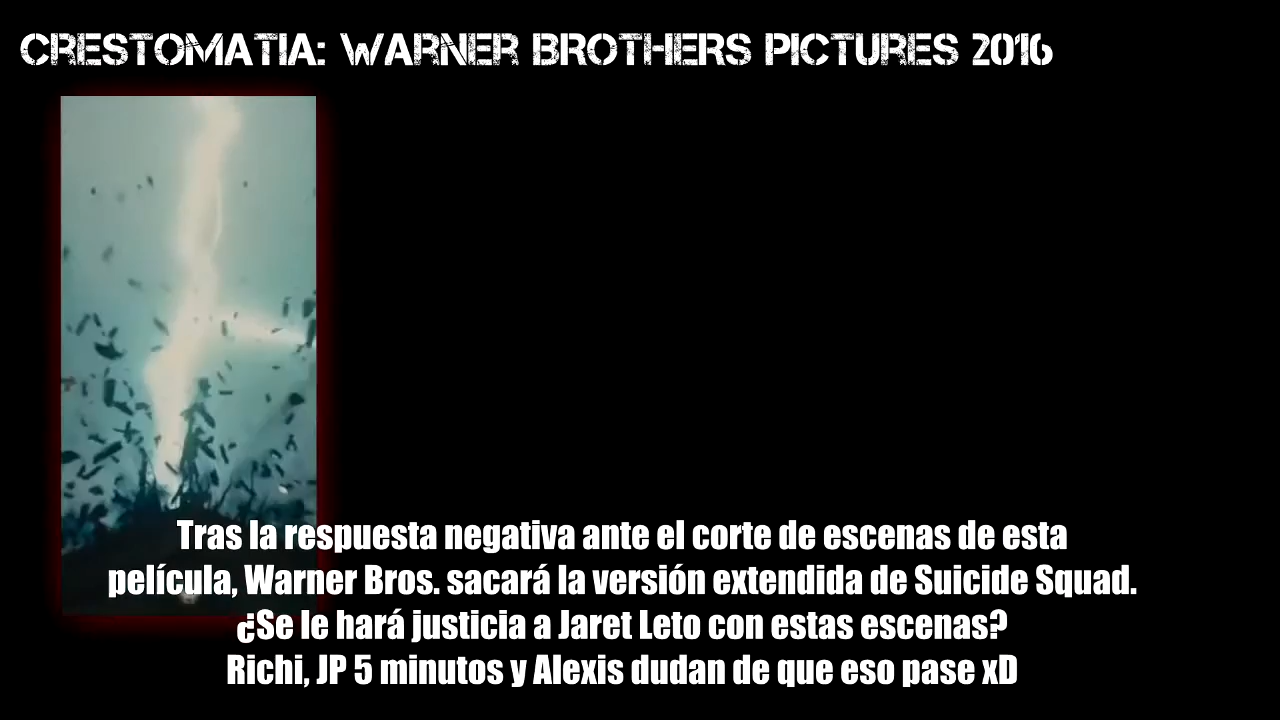 CRESTOMATIA: WARNER BROTHERS PICTURES 2016
Tras la respuesta negativa ante el corte de escenas de esta
película, Warner Bros. sacará la versión extendida de Suicide Squad.
¿Se le hará justicia a Jaret Leto con estas escenas?
Richi, JP 5 minutos y Alexis dudan de que eso pase xD